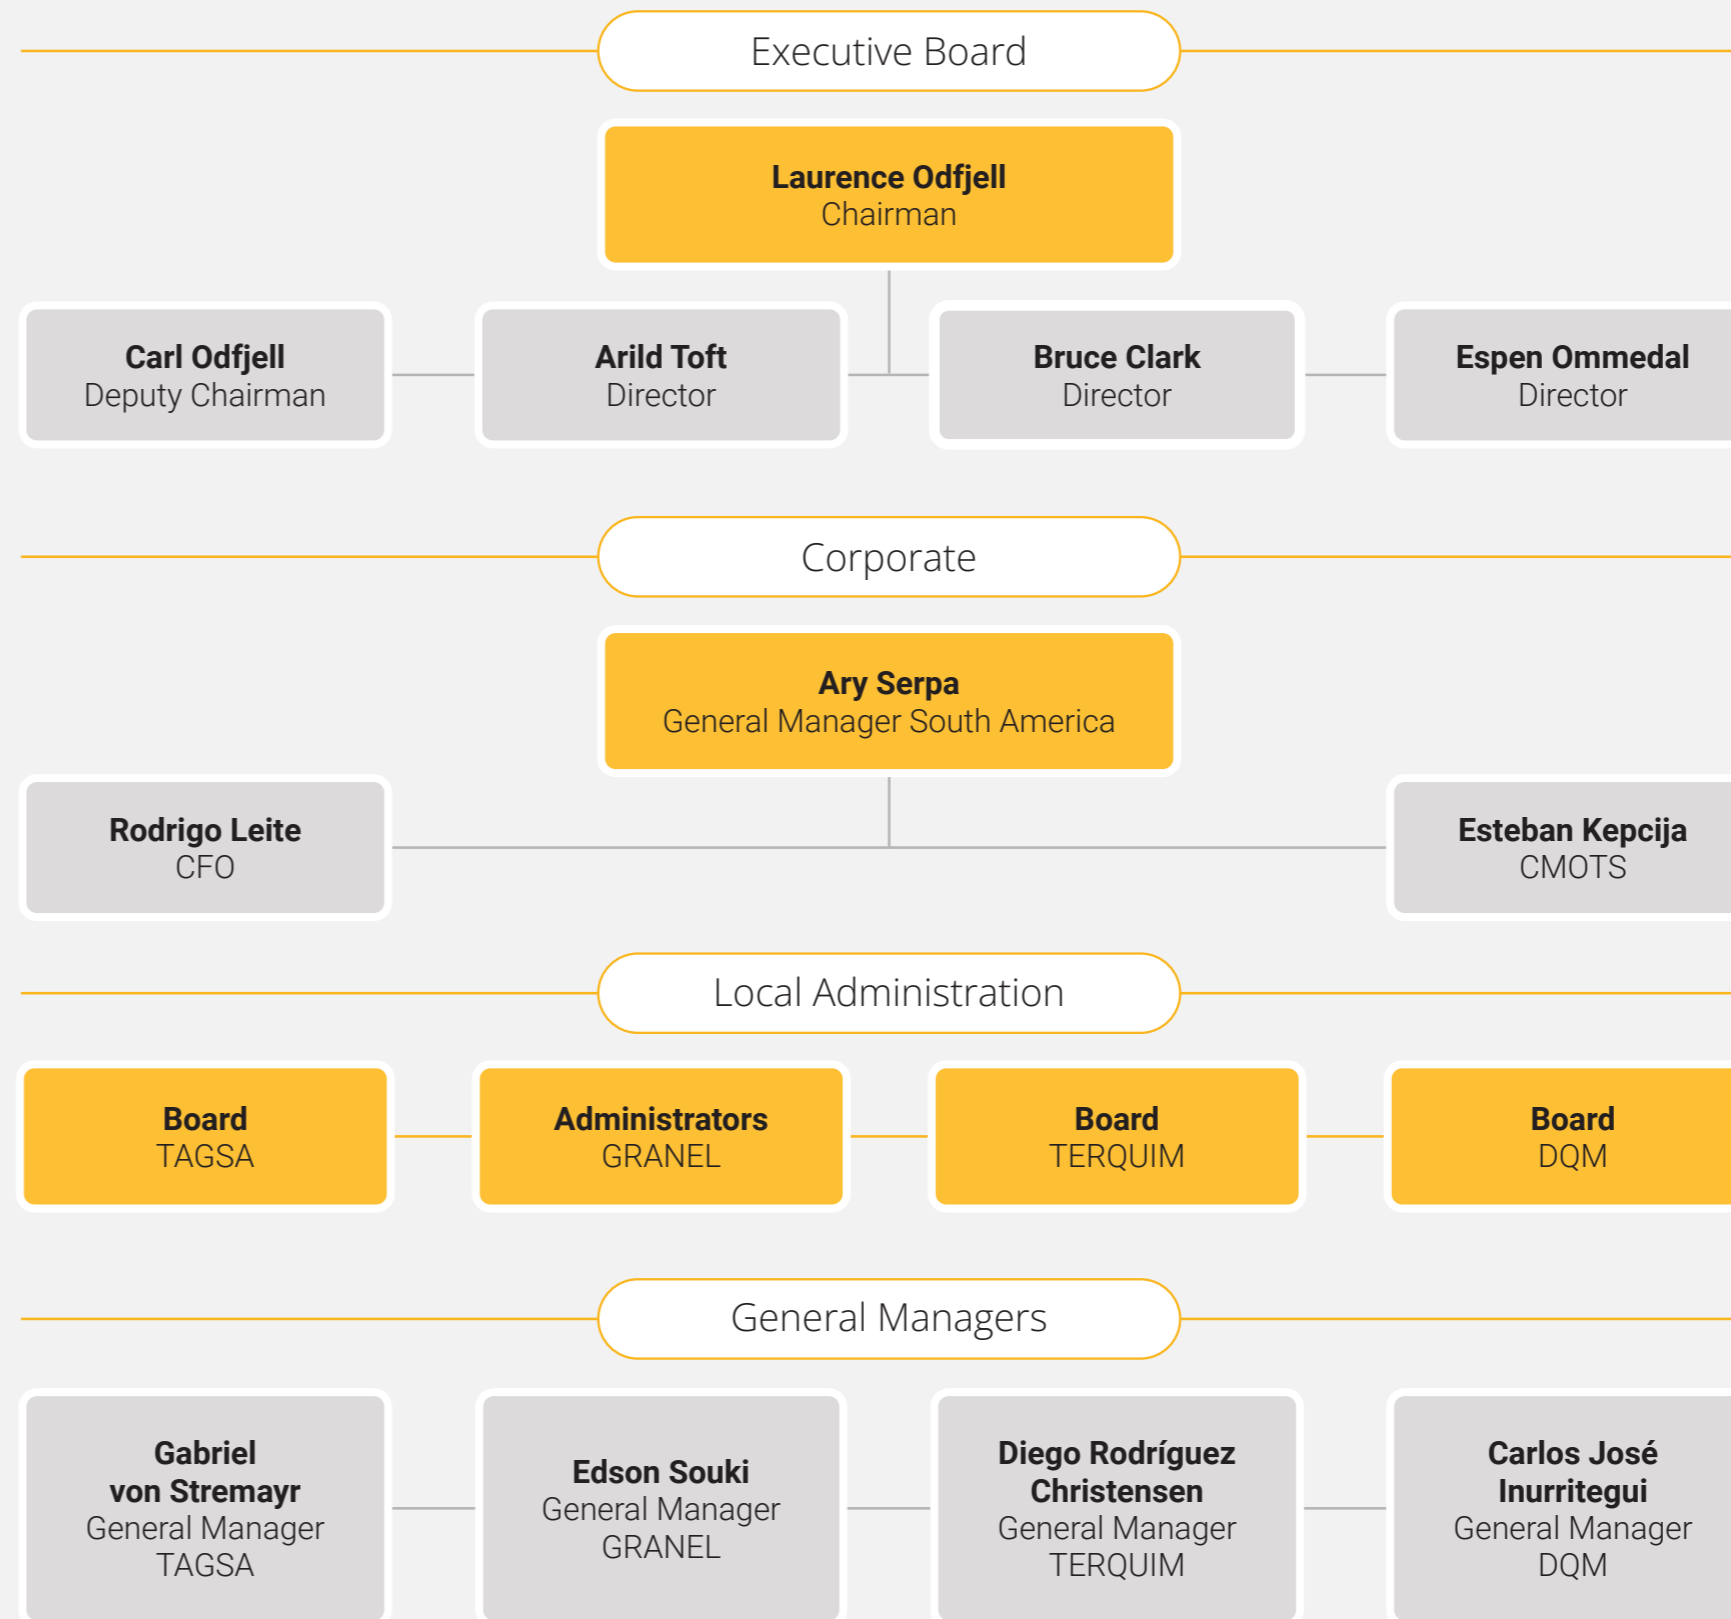 Executive Board
Laurence Odfjell
Chairman
Carl Odfjell
Deputy Chairman
Arild Toft
Director
Bruce Clark
Director
Espen Ommedal
Director
Corporate
Ary Serpa
General Manager South America
Rodrigo Leite
CFO
Esteban Kepcija
CMOTS
Local Administration
Board
TAGSA
Administrators
GRANEL
Board
TERQUIM
Board
DQM
General Managers
Gabriel
von Stremayr
General Manager
TAGSA
Edson Souki
General Manager
GRANEL
Diego Rodríguez
Christensen
General Manager
TERQUIM
Carlos José
Inurritegui
General Manager
DQM